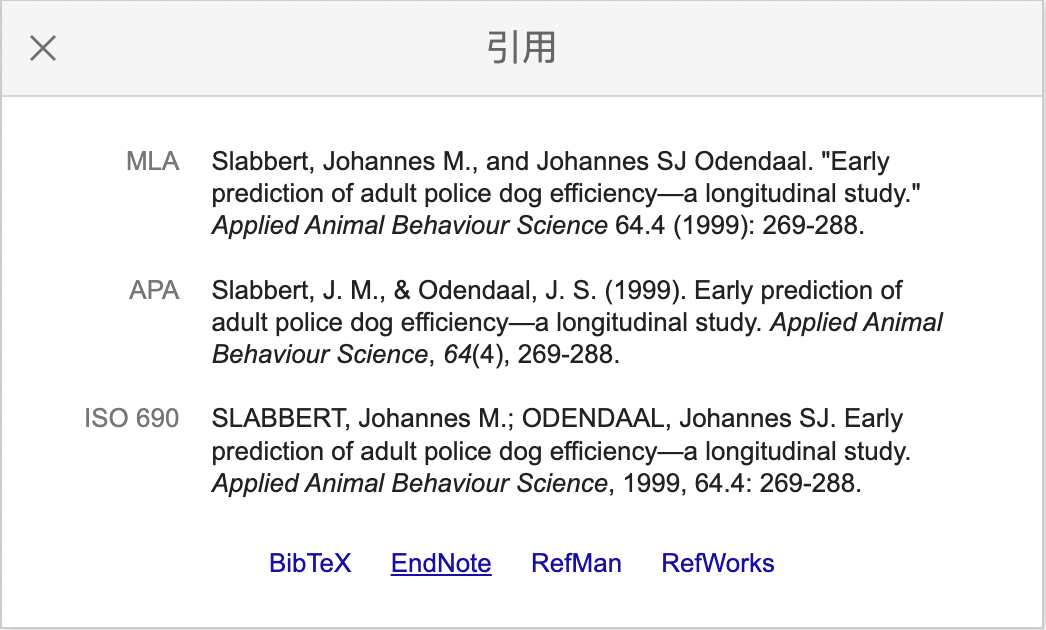 引用
MLA
Slabbert, Johannes M., and Johannes SJ Odendaal. "Early
prediction of adult police dog efficiency—a longitudinal study."
Applied Animal Behaviour Science 64.4 (1999): 269-288.
APA
Slabbert, J. M., & Odendaal, J. S. (1999). Early prediction of
adult police dog efficiency—a longitudinal study. Applied Animal
Behaviour Science, 64(4), 269-288.
ISO 690
SLABBERT, Johannes M.; ODENDAAL, Johannes SJ. Early
prediction of adult police dog efficiency—a longitudinal study.
Applied Animal Behaviour Science, 1999, 64.4: 269-288.
BibTeX EndNote RefMan RefWorks